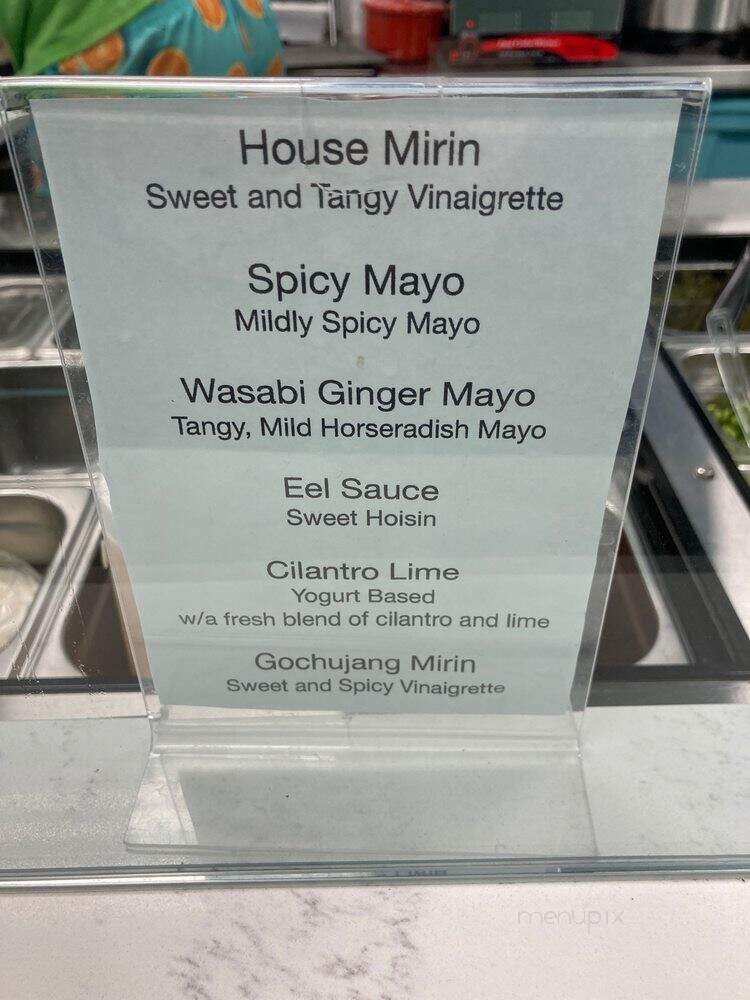 House Mirin
Sweet and Tangy Vinaigrette
Spicy Mayo
Mildly Spicy Mayo
Wasabi Ginger Mayo
Tangy, Mild Horseradish Mayo
Eel Sauce
Sweet Hoisin
Cilantro Lime
Yogurt Based
w/a fresh blend of cilantro and lime
Gochujang Mirin
Sweet and Spicy Vinaigrette
menupix